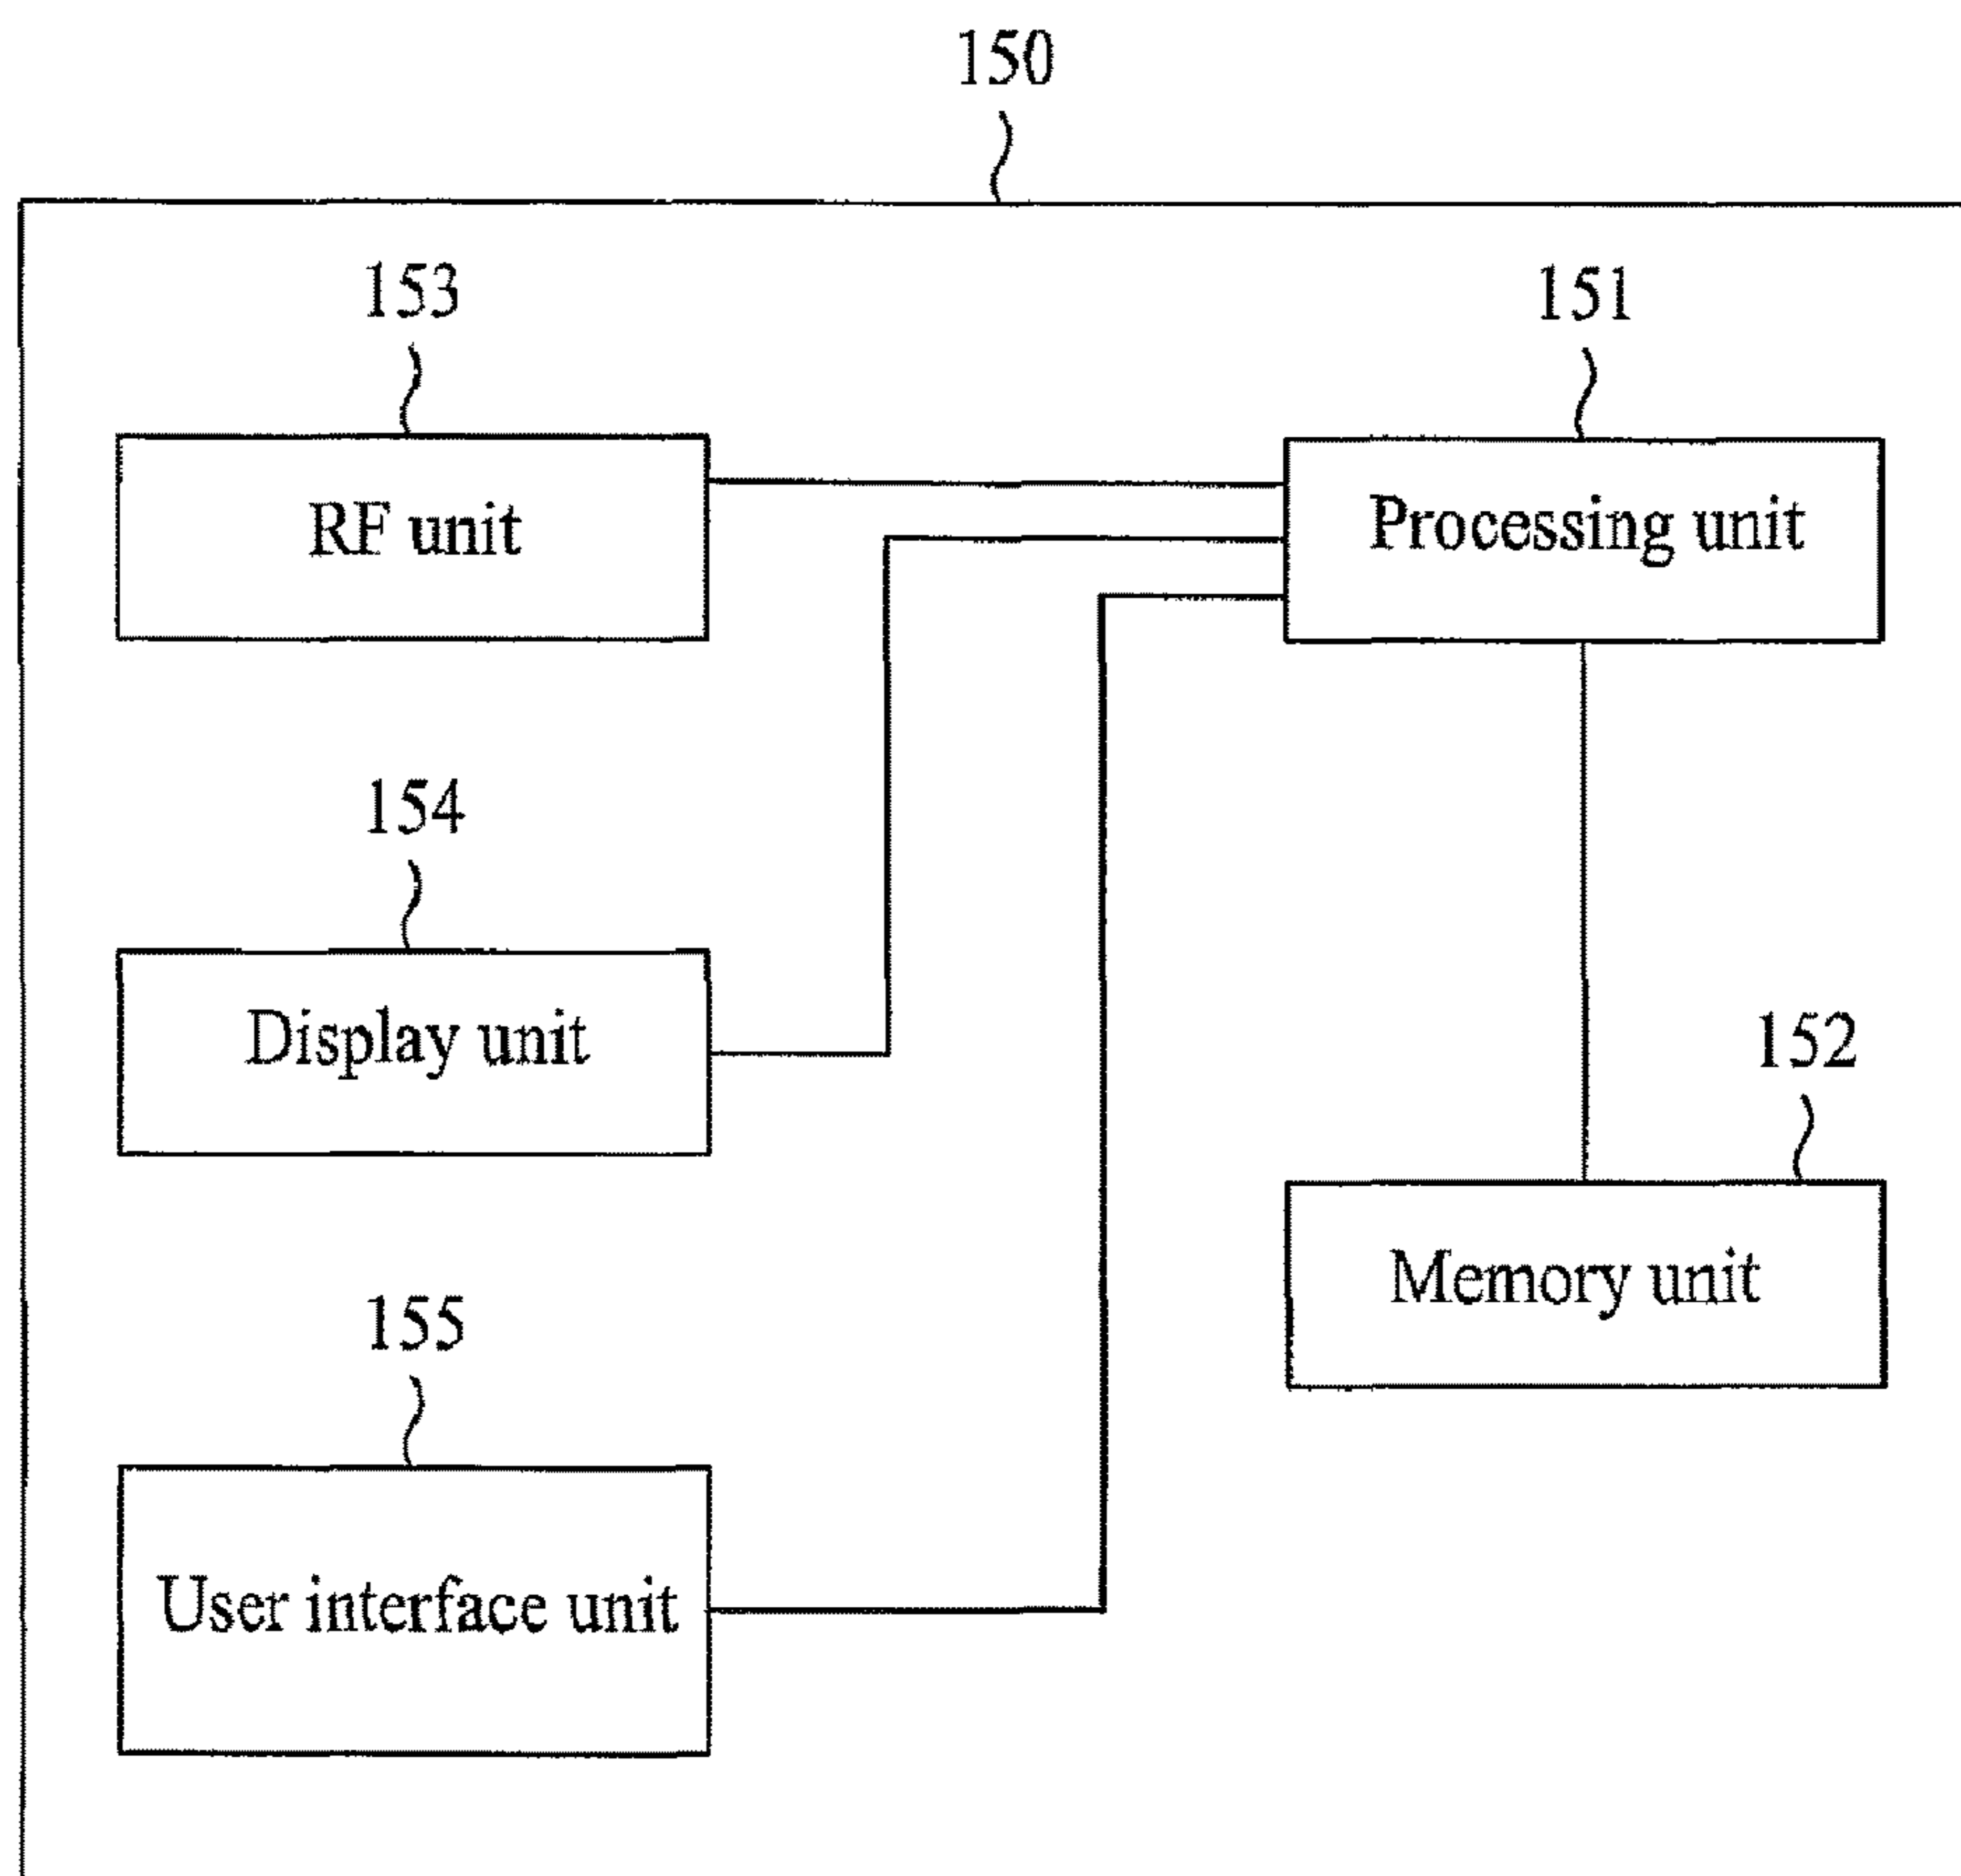 150
153
151
RF unit
Processing unit
154
Display unit
152
Memory unit
155
User interface unit